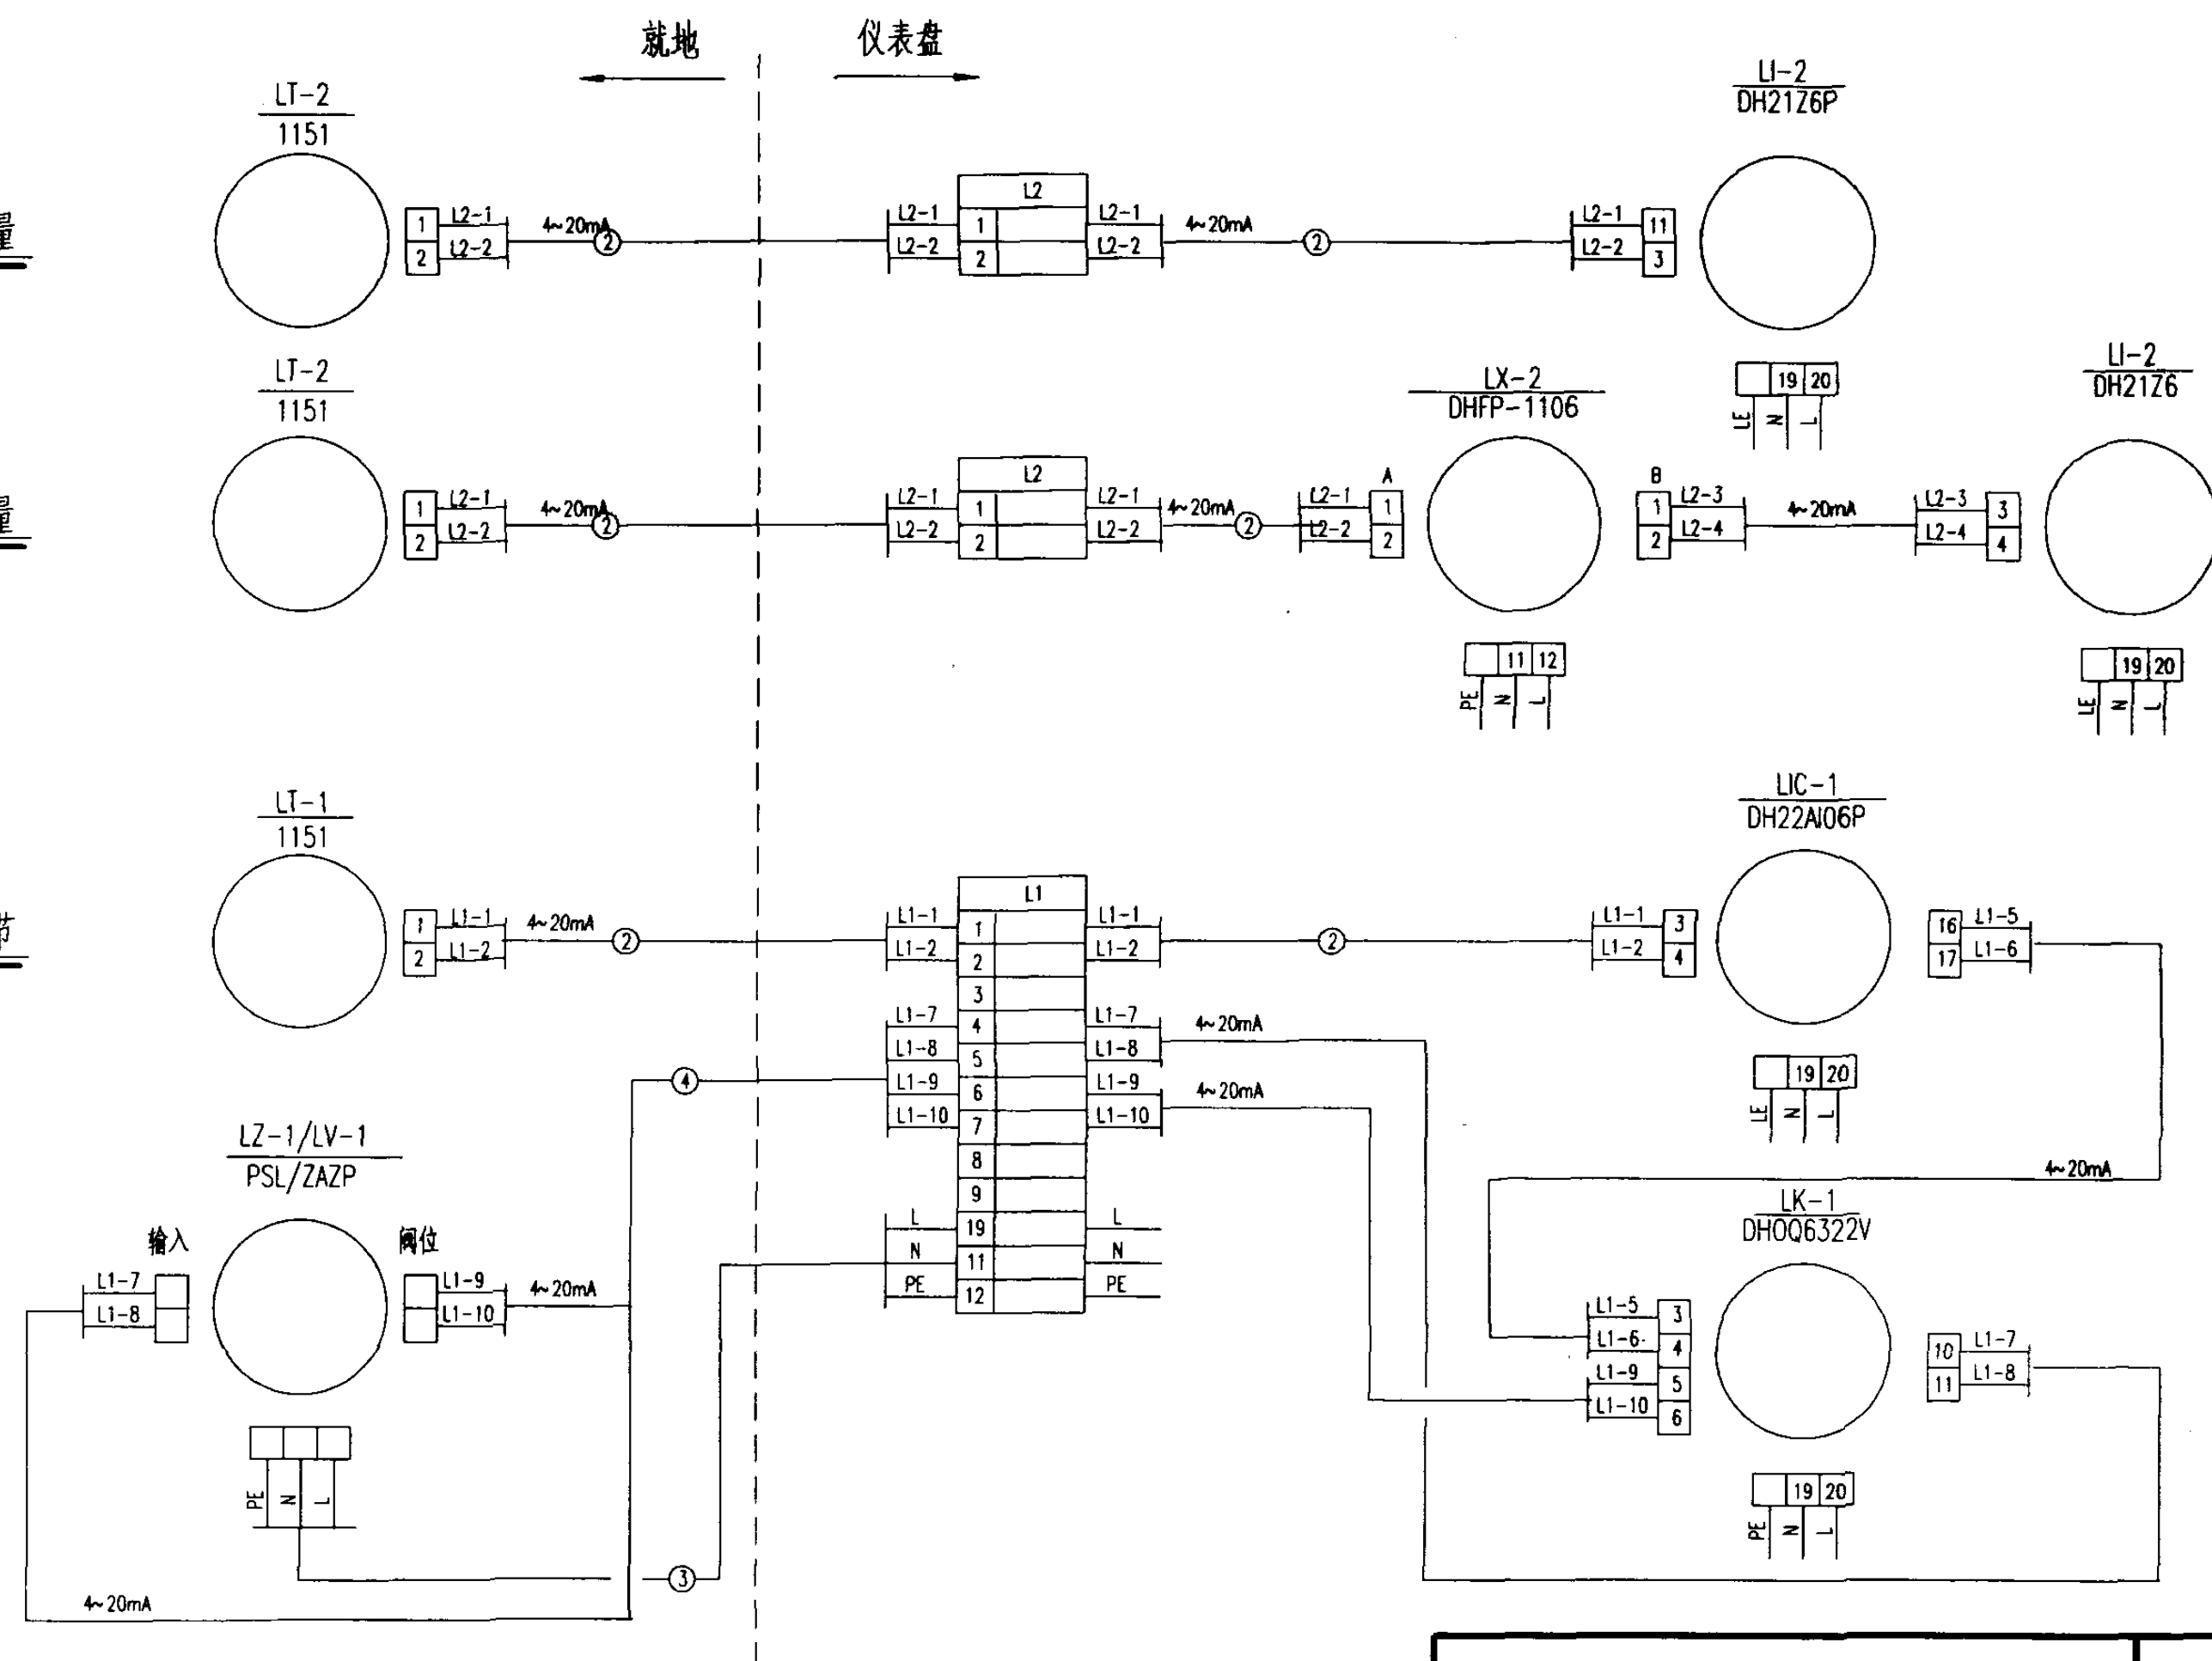 就地 仪表盘
LT-2
1151
LI-2
DH21Z6P
量
1 L2-1
2 L2-2
4~20mA
2
L2-1
L2-2
L2
1
2
L2-1
L2-2
4~20mA
2
L2-1 11
L2-2 3
19 20
LE N L
LT-2
1151
LX-2
DHFP-1106
LI-2
DH21Z6
量
1 L2-1
2 L2-2
4~20mA
2
L2-1
L2-2
L2
1
2
L2-1
L2-2
4~20mA
2
A
L2-1 1
L2-2 2
B
1 L2-3
2 L2-4
4~20mA
L2-3 3
L2-4 4
11 12
PE N L
19 20
LE N L
LT-1
1151
LIC-1
DH22AI06P
节
1 L1-1
2 L1-2
4~20mA
2
L1
L1-1 1 L1-1
L1-2 2 L1-2
3
L1-7 4 L1-7
L1-8 5 L1-8
L1-9 6 L1-9
L1-10 7 L1-10
8
9
L 19 L
N 11 N
PE 12 PE
2
L1-1 3
L1-2 4
16 L1-5
17 L1-6
4~20mA
4~20mA
19 20
LE N L
4~20mA
4
LZ-1/LV-1
PSL/ZAZP
输入
阀位
L1-7
L1-8
L1-9
L1-10
4~20mA
PE N L
3
4~20mA
LK-1
DHOQ6322V
L1-5 3
L1-6 4
L1-9 5
L1-10 6
10 L1-7
11 L1-8
19 20
PE N L